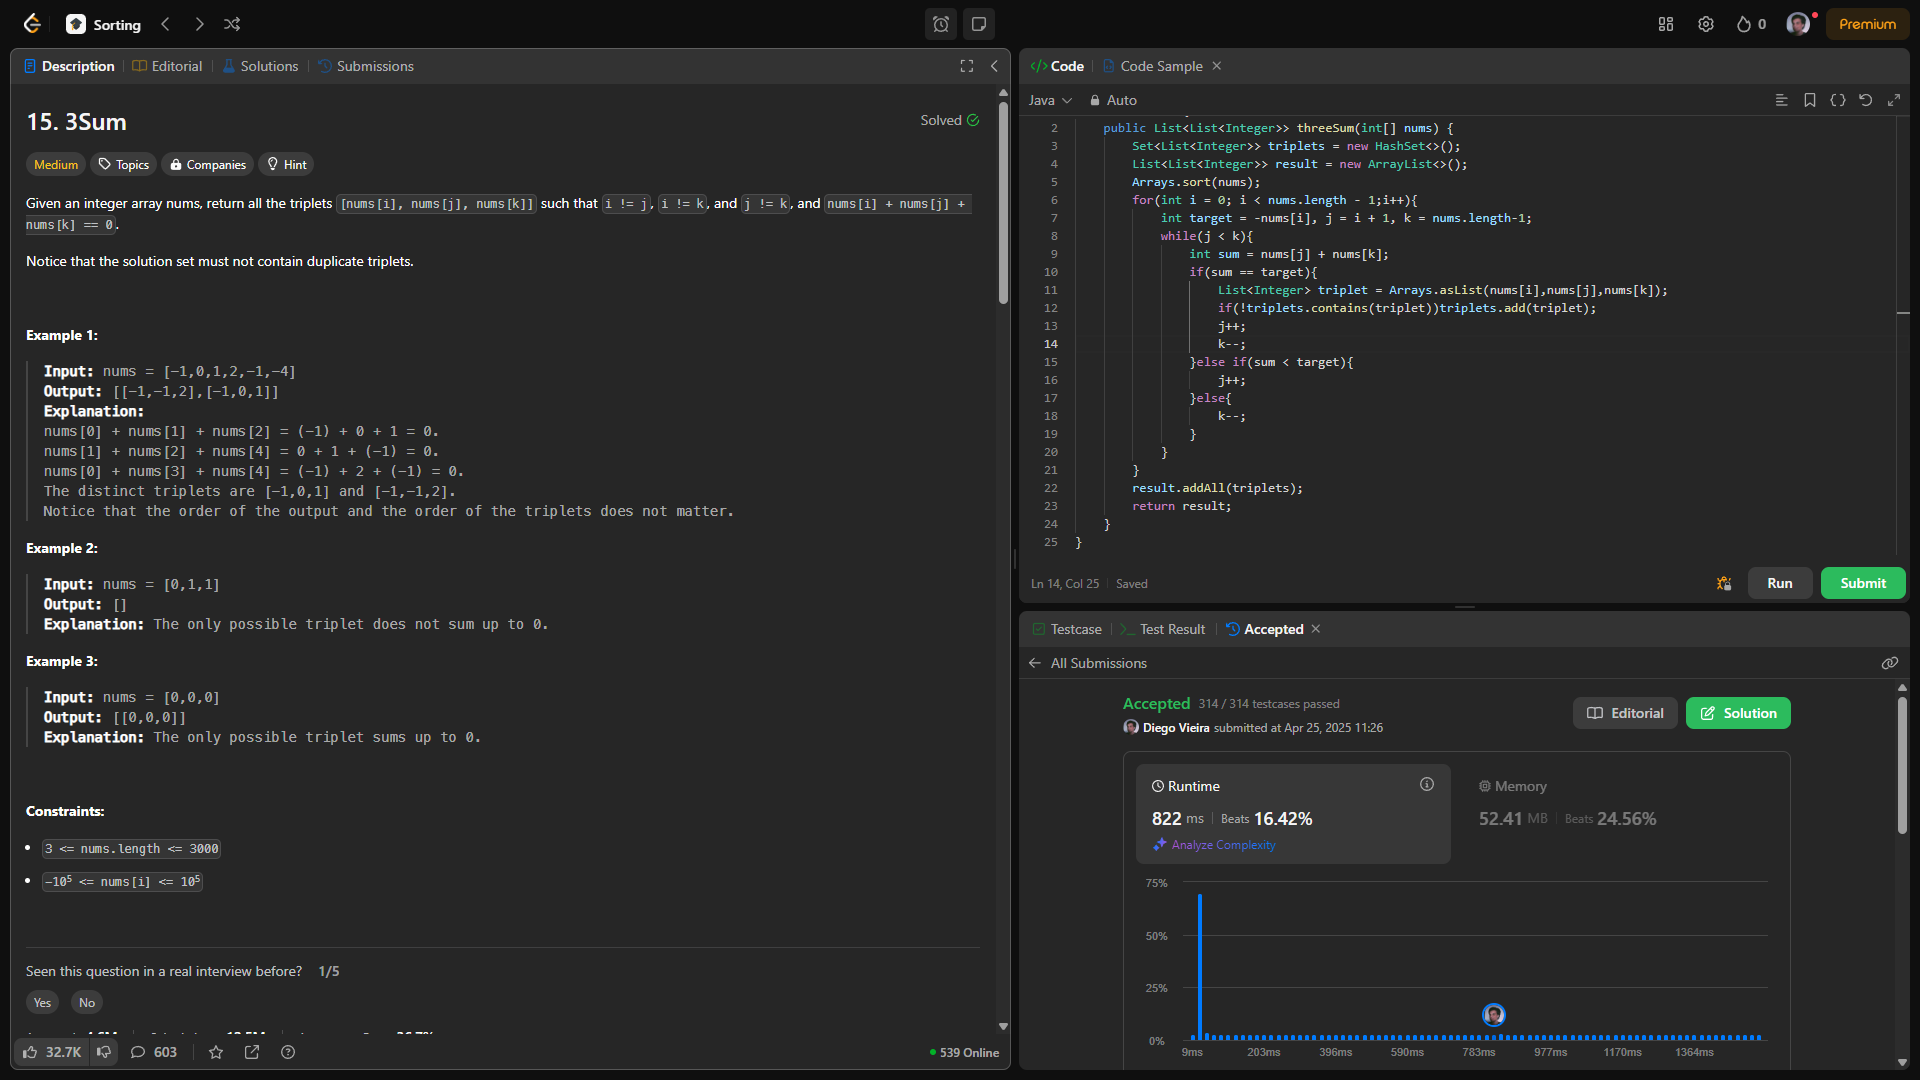 Sorting
0
Premium
Description
Editorial
Solutions
Submissions
15. 3Sum
Solved
Medium
Topics
Companies
Hint
Given an integer array nums, return all the triplets [nums[i], nums[j], nums[k]] such that i != j, i != k, and j != k, and nums[i] + nums[j] +
nums[k] == 0.
Notice that the solution set must not contain duplicate triplets.
Example 1:
Input: nums = [-1,0,1,2,-1,-4]
Output: [[-1,-1,2],[-1,0,1]]
Explanation:
nums[0] + nums[1] + nums[2] = (-1) + 0 + 1 = 0.
nums[1] + nums[2] + nums[4] = 0 + 1 + (-1) = 0.
nums[0] + nums[3] + nums[4] = (-1) + 2 + (-1) = 0.
The distinct triplets are [-1,0,1] and [-1,-1,2].
Notice that the order of the output and the order of the triplets does not matter.
Example 2:
Input: nums = [0,1,1]
Output: []
Explanation: The only possible triplet does not sum up to 0.
Example 3:
Input: nums = [0,0,0]
Output: [[0,0,0]]
Explanation: The only possible triplet sums up to 0.
Constraints:
3 <= nums.length <= 3000
-10⁵ <= nums[i] <= 10⁵
Seen this question in a real interview before? 1/5
Yes
No
32.7K
603
539 Online
Code
Code Sample
Java
Auto
2 public List<List<Integer>> threeSum(int[] nums) {
3 Set<List<Integer>> triplets = new HashSet<>();
4 List<List<Integer>> result = new ArrayList<>();
5 Arrays.sort(nums);
6 for(int i = 0; i < nums.length - 1;i++){
7 int target = -nums[i], j = i + 1, k = nums.length-1;
8 while(j < k){
9 int sum = nums[j] + nums[k];
10 if(sum == target){
11 List<Integer> triplet = Arrays.asList(nums[i],nums[j],nums[k]);
12 if(!triplets.contains(triplet))triplets.add(triplet);
13 j++;
14 k--;
15 }else if(sum < target){
16 j++;
17 }else{
18 k--;
19 }
20 }
21 }
22 result.addAll(triplets);
23 return result;
24 }
25 }
Ln 14, Col 25
Saved
Run
Submit
Testcase
Test Result
Accepted
All Submissions
Accepted 314 / 314 testcases passed
Diego Vieira submitted at Apr 25, 2025 11:26
Editorial
Solution
Runtime
822 ms
Beats 16.42%
Analyze Complexity
Memory
52.41 MB
Beats 24.56%
75%
50%
25%
0%
9ms
203ms
396ms
590ms
783ms
977ms
1170ms
1364ms